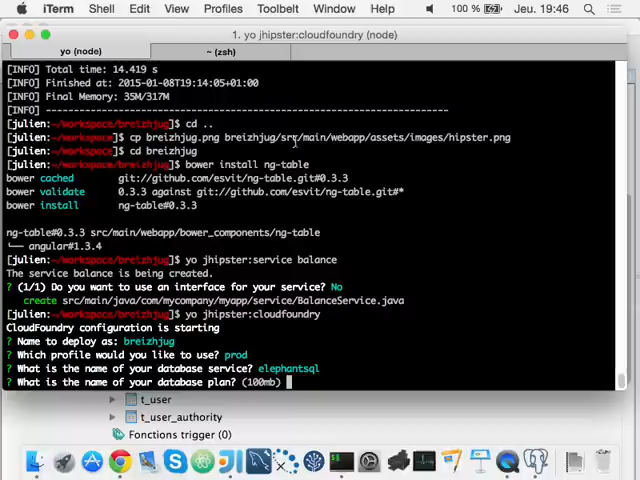 iTerm Shell Edit View Profiles Toolbelt Window Help 100 % Jeu. 19:46
1. yo jhipster:cloudfoundry (node)
yo (node) ~ (zsh)
[INFO] Total time: 14.419 s
[INFO] Finished at: 2015-01-08T19:14:05+01:00
[INFO] Final Memory: 35M/317M
[INFO] ------------------------------------------------------------------------
[julien:~/workspace/breizhjug]$ cd ..
[julien:~/workspace]$ cp breizhjug.png breizhjug/src/main/webapp/assets/images/hipster.png
[julien:~/workspace]$ cd breizhjug
[julien:~/workspace/breizhjug]$ bower install ng-table
bower cached git://github.com/esvit/ng-table.git#0.3.3
bower validate 0.3.3 against git://github.com/esvit/ng-table.git#*
bower install ng-table#0.3.3
ng-table#0.3.3 src/main/webapp/bower_components/ng-table
└── angular#1.3.4
[julien:~/workspace/breizhjug]$ yo jhipster:service balance
The service balance is being created.
? (1/1) Do you want to use an interface for your service? No
create src/main/java/com/mycompany/myapp/service/BalanceService.java
[julien:~/workspace/breizhjug]$ yo jhipster:cloudfoundry
CloudFoundry configuration is starting
? Name to deploy as: breizhjug
? Which profile would you like to use? prod
? What is the name of your database service? elephantsql
? What is the name of your database plan? (100mb)
t_user
t_user_authority
Fonctions trigger (0)